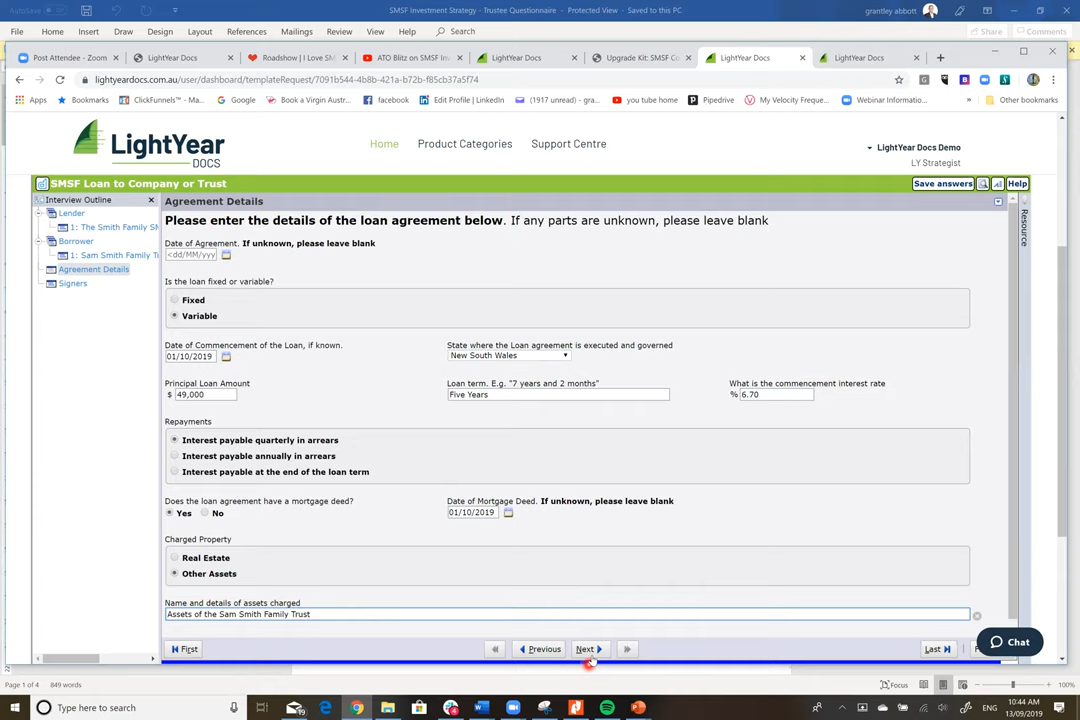 AutoSave
SMSF Investment Strategy - Trustee Questionnaire - Protected View - Saved to this PC
grantley abbott
File Home Insert Draw Design Layout References Mailings Review View Help Search Share Comments
Post Attendee - Zoom LightYear Docs Roadshow | I Love SM ATO Blitz on SMSF In LightYear Docs Upgrade Kit: SMSF Co LightYear Docs LightYear Docs
lightyeardocs.com.au/user/dashboard/templateRequest/7091b544-4b8b-421a-b72b-f85cb37a5f74
Apps Bookmarks ClickFunnels™ - Ma... Google Book a Virgin Austr... facebook Edit Profile | LinkedIn (1917 unread) - gra... you tube home Pipedrive My Velocity Freque... Webinar Informatio... » Other bookmarks
LightYear
DOCS
Home Product Categories Support Centre
LightYear Docs Demo
LY Strategist
SMSF Loan to Company or Trust
Save answers Help
Interview Outline
Lender
1: The Smith Family SM
Borrower
1: Sam Smith Family T
Agreement Details
Signers
Resource
Agreement Details
Please enter the details of the loan agreement below. If any parts are unknown, please leave blank
Date of Agreement. If unknown, please leave blank
<dd/MM/yyy
Is the loan fixed or variable?
Fixed
Variable
Date of Commencement of the Loan, if known. State where the Loan agreement is executed and governed
01/10/2019 New South Wales
Principal Loan Amount Loan term. E.g. "7 years and 2 months" What is the commencement interest rate
$ 49,000 Five Years % 6.70
Repayments
Interest payable quarterly in arrears
Interest payable annually in arrears
Interest payable at the end of the loan term
Does the loan agreement have a mortgage deed? Date of Mortgage Deed. If unknown, please leave blank
Yes No 01/10/2019
Charged Property
Real Estate
Other Assets
Name and details of assets charged
Assets of the Sam Smith Family Trust
First Previous Next Last
Chat
Page 1 of 4 849 words Focus 100%
Type here to search
19
ENG
10:44 AM
13/09/2019